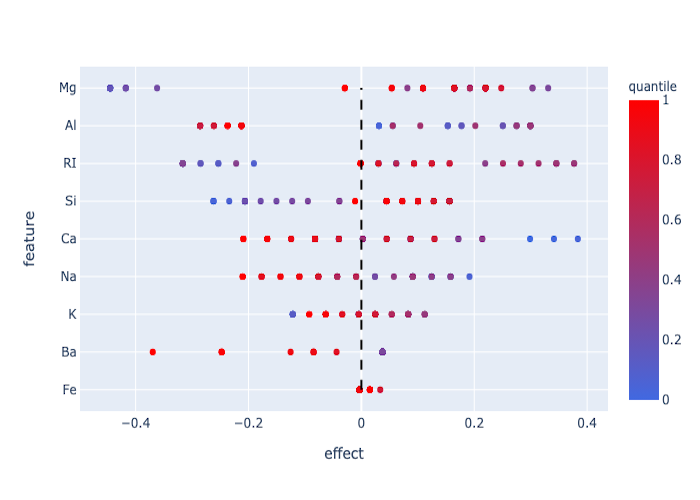 quantile
Mg
Al
RI
Si
Ca
Na
K
Ba
Fe
feature
−0.4
−0.2
0
0.2
0.4
effect
1
0.8
0.6
0.4
0.2
0